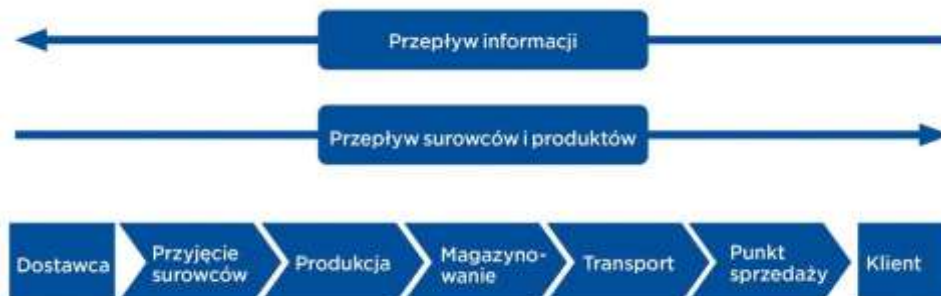 Przepływ informacji
Przepływ surowców i produktów
Dostawca
Przyjęcie
surowców
Produkcja
Magazyno-
wanie
Transport
Punkt
sprzedaży
Klient